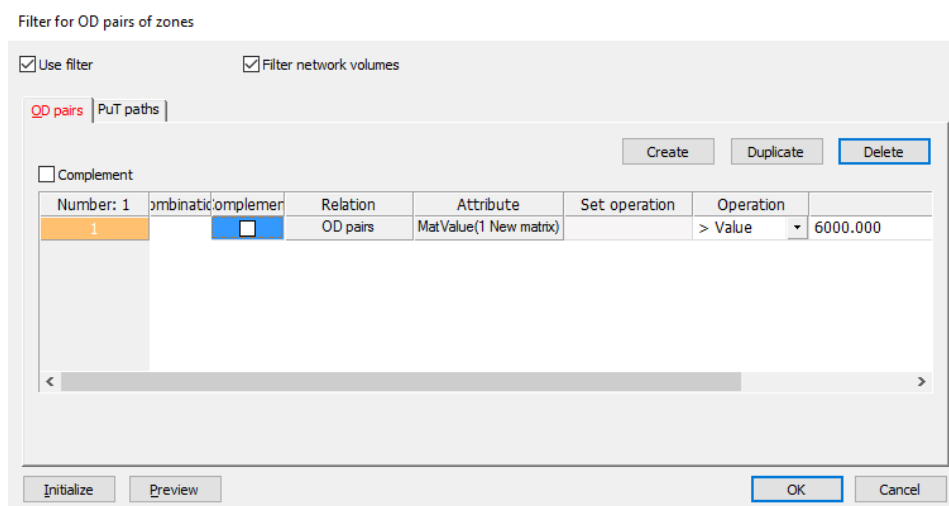 Filter for OD pairs of zones
Use filter
Filter network volumes
OD pairs
PuT paths
Create
Duplicate
Delete
Complement
Number: 1
ombinatic
:omplemen
Relation
Attribute
Set operation
Operation
1
OD pairs
MatValue(1 New matrix)
> Value
6000.000
Initialize
Preview
OK
Cancel